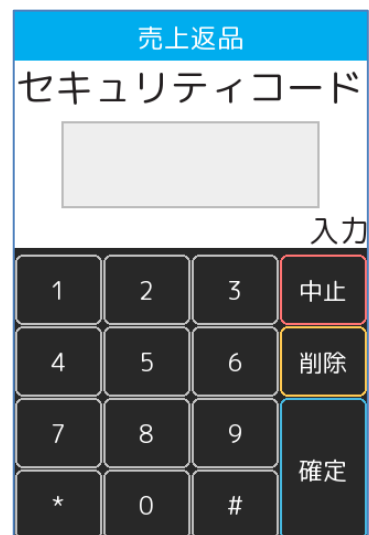 売上返品
セキュリティコード
入力
1 2 3 中止
4 5 6 削除
7 8 9
確定
* 0 #